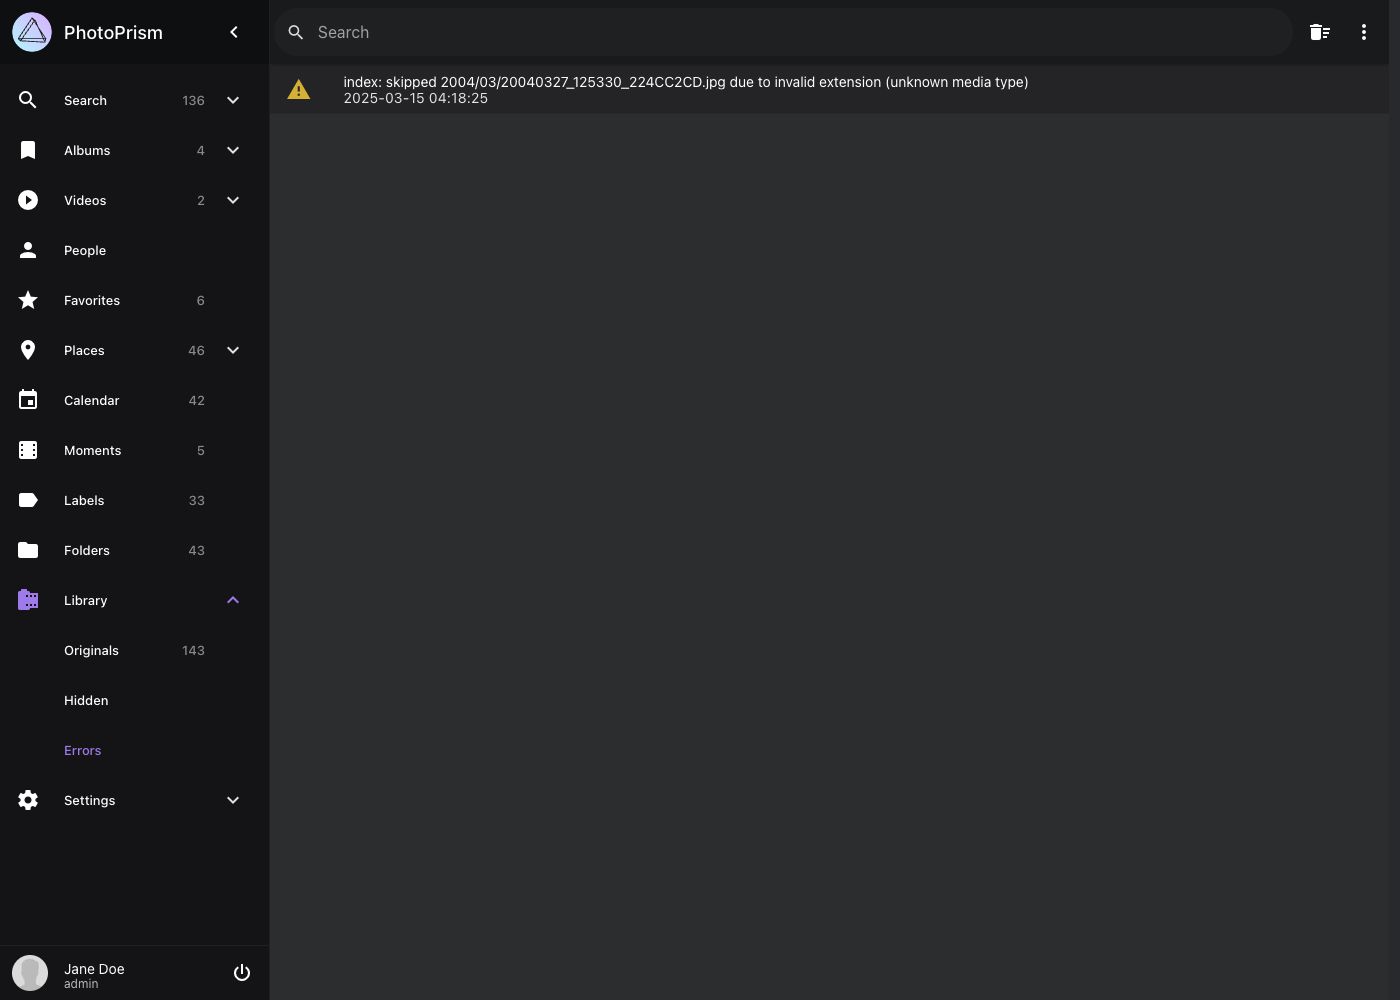 PhotoPrism
Search
Search 136
Albums 4
Videos 2
People
Favorites 6
Places 46
Calendar 42
Moments 5
Labels 33
Folders 43
Library
Originals 143
Hidden
Errors
Settings
Jane Doe
admin
index: skipped 2004/03/20040327_125330_224CC2CD.jpg due to invalid extension (unknown media type)
2025-03-15 04:18:25